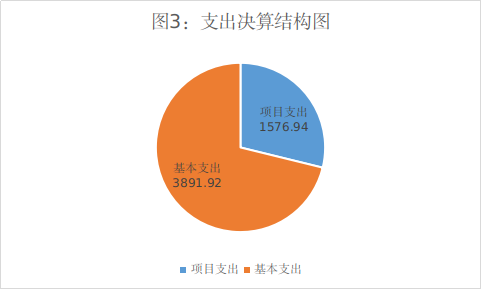 图3：支出决算结构图
项目支出
1576.94
基本支出
3891.92
项目支出 基本支出